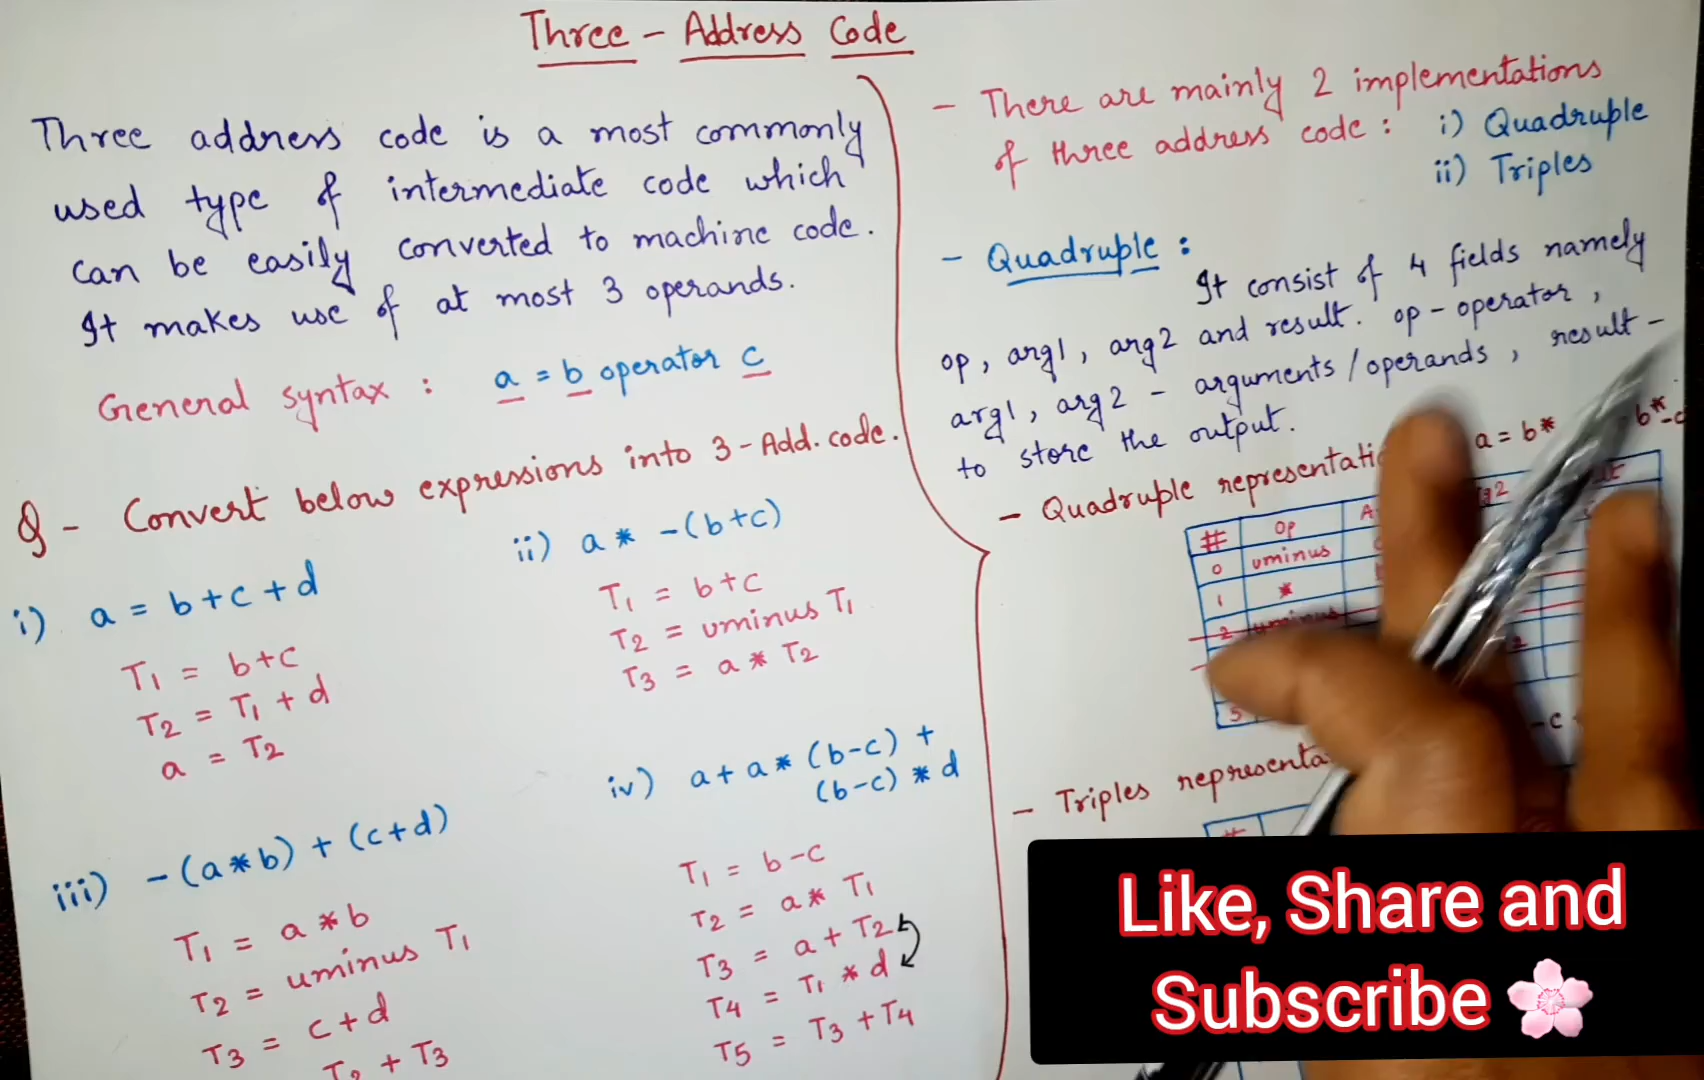 Three - Address Code
Three address code is a most commonly
used type of intermediate code which
can be easily converted to machine code.
It makes use of at most 3 operands.
General syntax : a = b operator c
Q - Convert below expressions into 3-Add. code.
i) a = b + c + d
T1 = b+c
T2 = T1 + d
a = T2
ii) a * -(b+c)
T1 = b+c
T2 = uminus T1
T3 = a * T2
iii) -(a*b) + (c+d)
T1 = a * b
T2 = uminus T1
T3 = c+d
T2 + T3
iv) a + a * (b-c) +
(b-c) * d
T1 = b-c
T2 = a * T1
T3 = a + T2
T4 = T1 * d
T5 = T3 + T4
- There are mainly 2 implementations
of three address code : i) Quadruple
ii) Triples
- Quadruple :
It consist of 4 fields namely
op, arg1, arg2 and result. op - operator,
arg1, arg2 - arguments/operands, result -
to store the output.
- Quadruple a = b* b*-c
# Op
0 uminus
1 *
2 uminus
5
-c
- Triples
#
Like, Share and
Subscribe 🌸